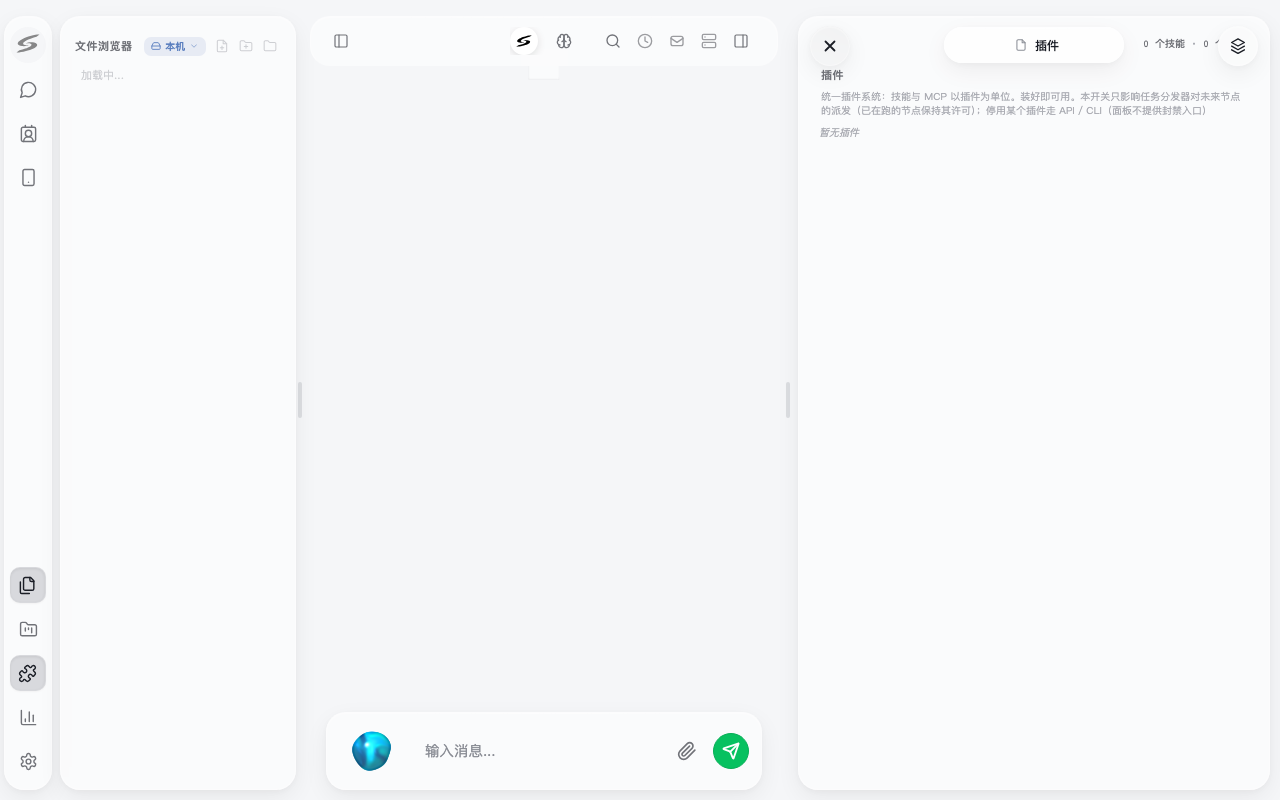 文件浏览器
本机
加载中...
输入消息...
插件
0 个技能 · 0
插件
统一插件系统：技能与 MCP 以插件为单位。装好即可用。本开关只影响任务分发器对未来节点
的派发（已在跑的节点保持其许可）；停用某个插件走 API / CLI（面板不提供封禁入口）
暂无插件